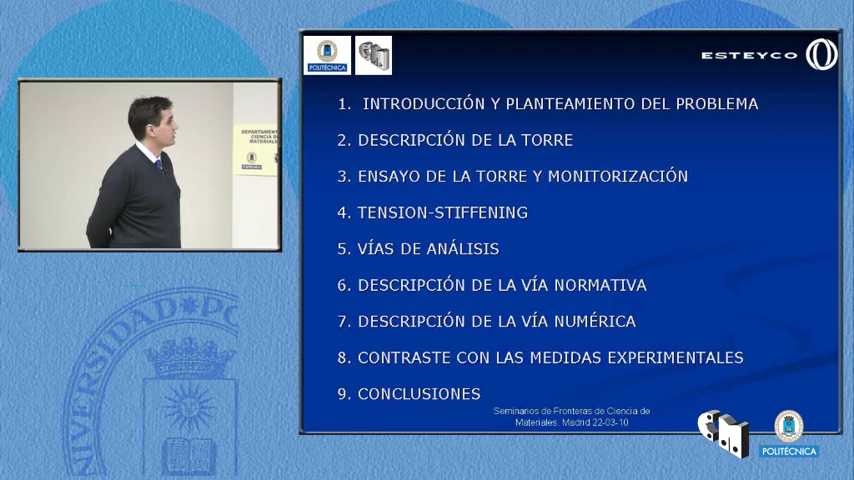 POLITÉCNICA
ESTEYCO
1. INTRODUCCIÓN Y PLANTEAMIENTO DEL PROBLEMA
2. DESCRIPCIÓN DE LA TORRE
3. ENSAYO DE LA TORRE Y MONITORIZACIÓN
4. TENSION-STIFFENING
5. VÍAS DE ANÁLISIS
6. DESCRIPCIÓN DE LA VÍA NORMATIVA
7. DESCRIPCIÓN DE LA VÍA NUMÉRICA
8. CONTRASTE CON LAS MEDIDAS EXPERIMENTALES
9. CONCLUSIONES
Seminarios de Fronteras de Ciencia de
Materiales. Madrid 22-03-10
DEPARTAMENT
CIENCIA DE
MATERIALES
POLITÉCNICA
VNIVERSIDAD PO